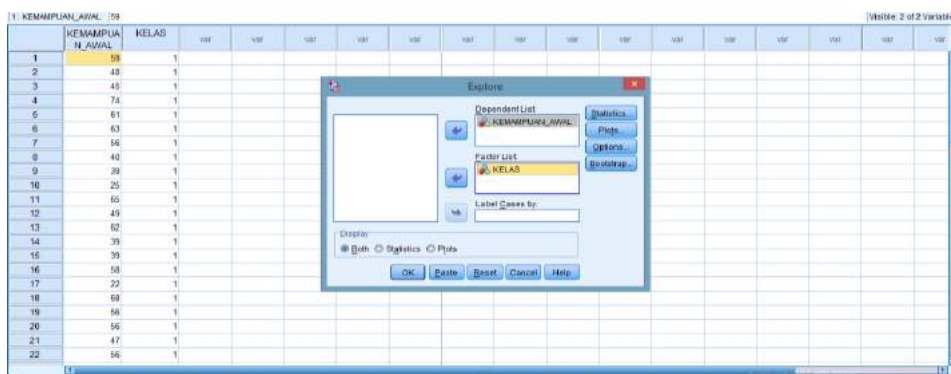 1: KEMAMPUAN_AWAL 59 Visible: 2 of 2 Variable
KEMAMPUA
N_AWAL KELAS var var var var var var var var var var var var var var
1 59 1
2 48 1
3 45 1
4 74 1
5 61 1
6 63 1
7 56 1
8 40 1
9 39 1
10 25 1
11 65 1
12 49 1
13 62 1
14 39 1
15 39 1
16 58 1
17 22 1
18 68 1
19 56 1
20 56 1
21 47 1
22 56 1
Explore
Dependent List:
KEMAMPUAN_AWAL
Factor List:
KELAS
Label Cases by:
Statistics...
Plots...
Options...
Bootstrap...
Display
Both Statistics Plots
OK Paste Reset Cancel Help